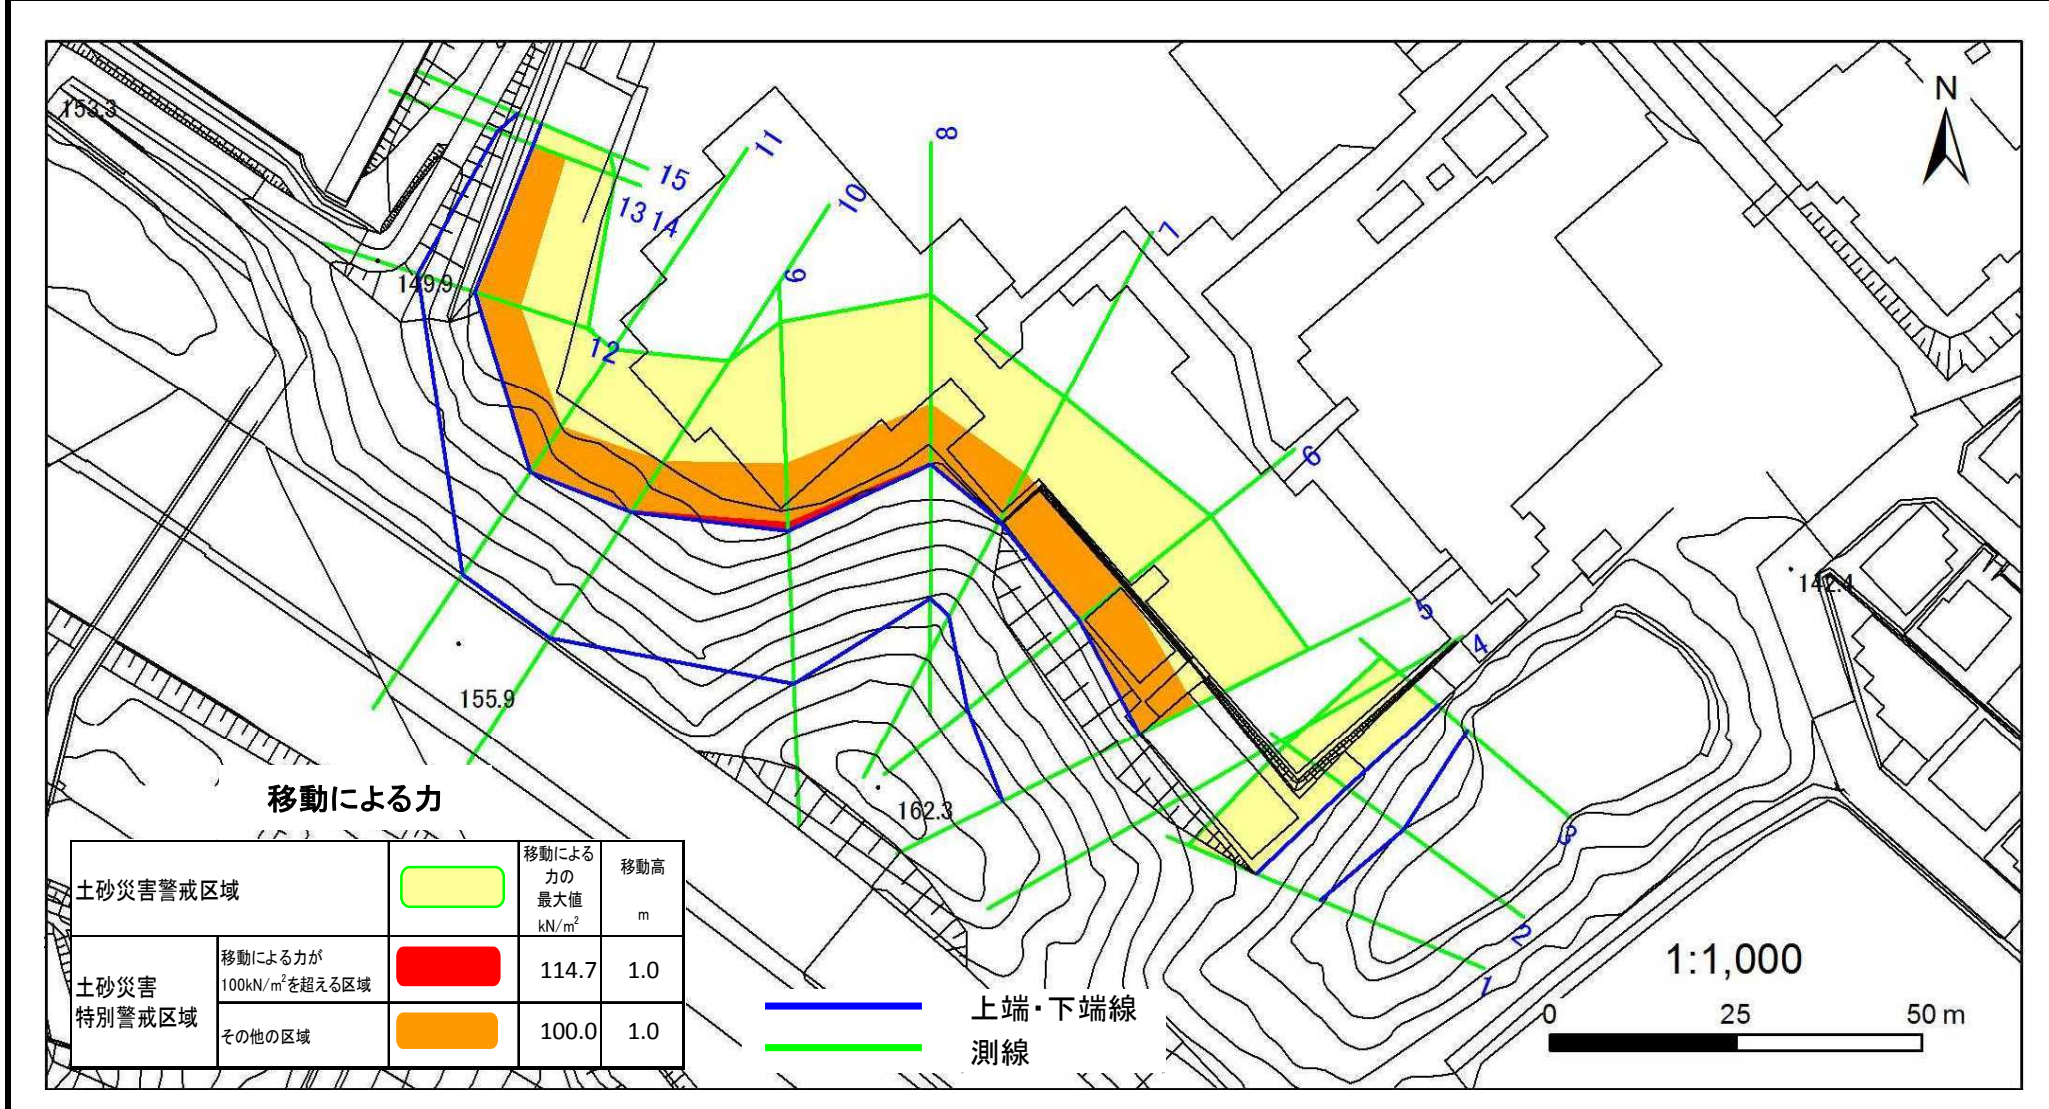 N
153.3
149.9
15
13 14
11
10
9
8
7
12
6
5
4
3
2
1
155.9
162.3
142.4
移動による力
土砂災害警戒区域
移動による
力の
最大値
kN/m²
移動高
m
土砂災害
特別警戒区域
移動による力が
100kN/m²を超える区域
114.7 1.0
その他の区域
100.0 1.0
上端・下端線
測線
1:1,000
0 25 50 m